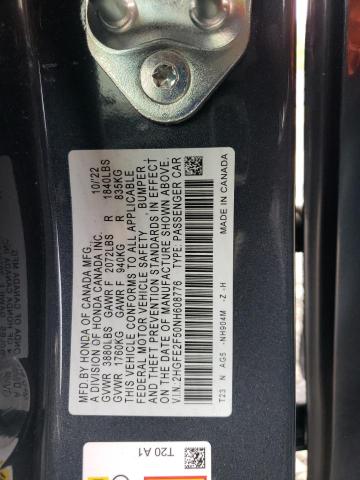 MFD. BY HONDA OF CANADA MFG.
A DIVISION OF HONDA CANADA INC. 10/'22
GVWR 3880LBS GAWR F 2072LBS R 1840LBS
GVWR 1760KG GAWR F 940KG R 835KG
THIS VEHICLE CONFORMS TO ALL APPLICABLE
FEDERAL MOTOR VEHICLE SAFETY, BUMPER,
AND THEFT PREVENTION STANDARDS IN EFFECT
ON THE DATE OF MANUFACTURE SHOWN ABOVE.
V.I.N.:2HGFE2F50NH608776 TYPE: PASSENGER CAR
T23 N AG5 -NH904M -Z -H MADE IN CANADA
T20 A1